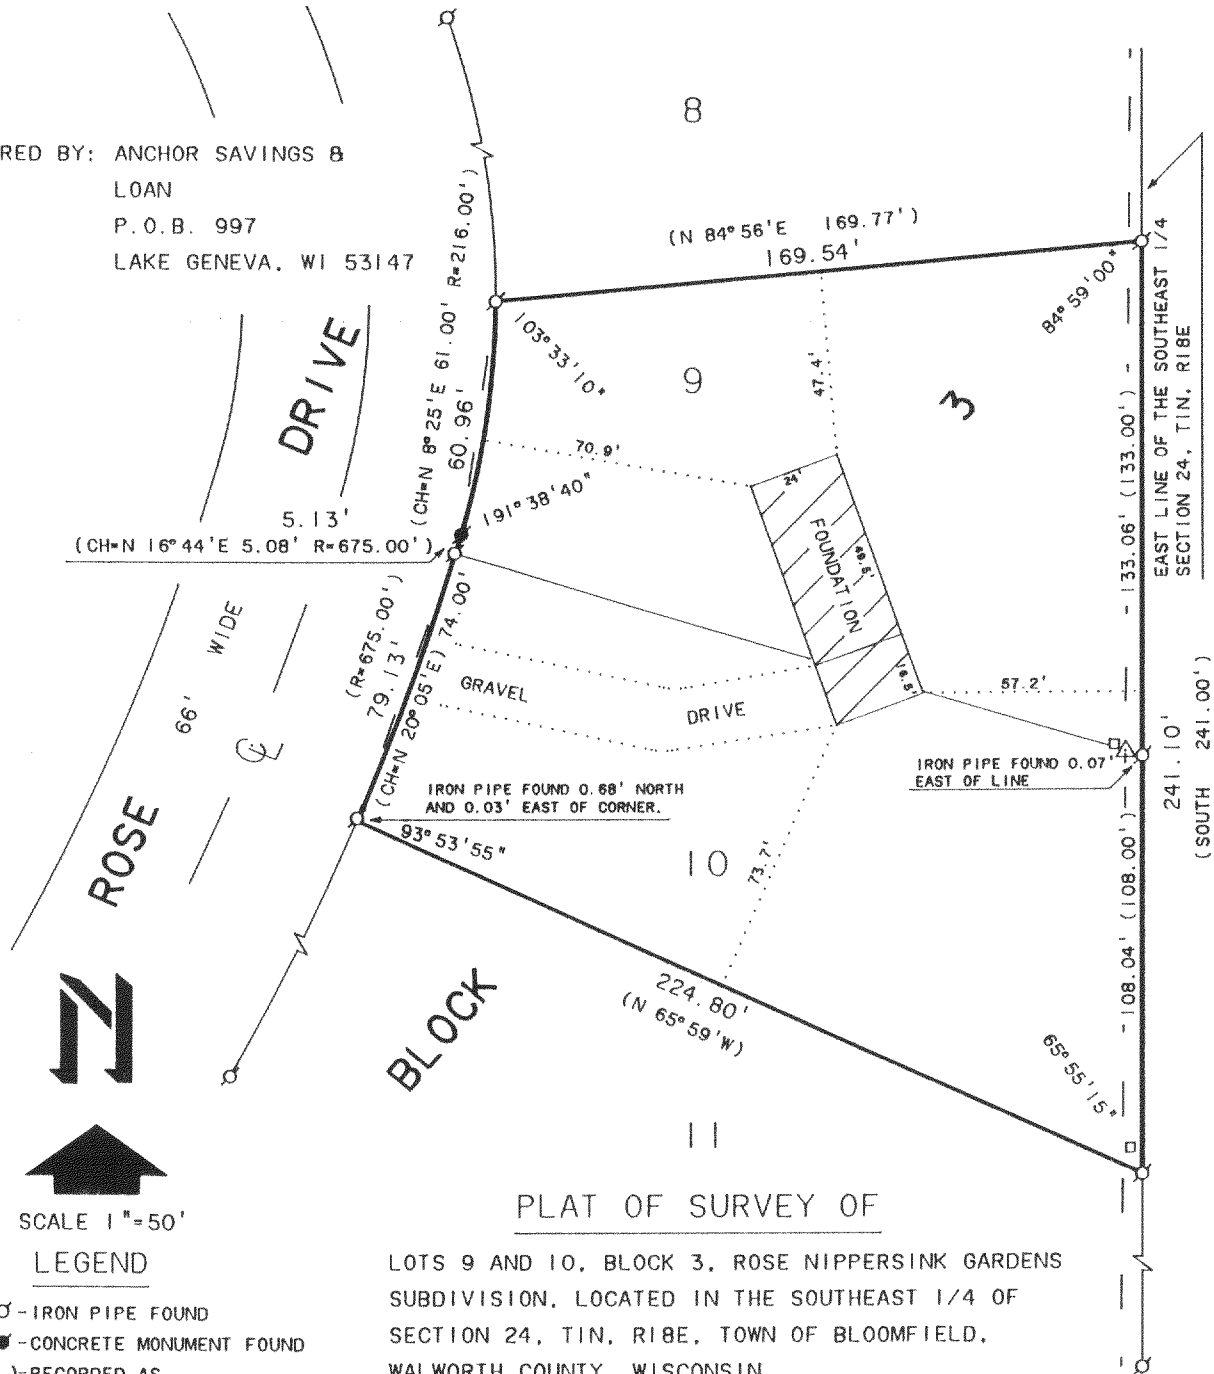 8
RED BY: ANCHOR SAVINGS &
LOAN
P.O.B. 997
LAKE GENEVA, WI 53147
(CH=N 8°25'E 61.00' R=216.00')
60.96'
(N 84°56'E 169.77')
169.54'
84°59'00"
EAST LINE OF THE SOUTHEAST 1/4
SECTION 24, T1N, R18E
103°33'10"
9
47.4'
3
133.06' (133.00')
DRIVE
70.9'
24'
191°38'40"
5.13'
(CH=N 16°44'E 5.08' R=675.00')
FOUNDATION
49.5'
16.5'
66' WIDE
(R=675.00')
79.13'
(CH=N 20°05'E) 74.00'
GRAVEL
DRIVE
57.2'
IRON PIPE FOUND 0.07'
EAST OF LINE
241.10'
(SOUTH 241.00')
IRON PIPE FOUND 0.68' NORTH
AND 0.03' EAST OF CORNER.
93°53'55"
10
73.7'
108.04' (108.00')
ROSE
N
BLOCK
224.80'
(N 65°59'W)
65°55'15"
11
SCALE 1"=50'
LEGEND
-IRON PIPE FOUND
-CONCRETE MONUMENT FOUND
)-RECORDED AS
PLAT OF SURVEY OF
LOTS 9 AND 10, BLOCK 3, ROSE NIPPERSINK GARDENS
SUBDIVISION, LOCATED IN THE SOUTHEAST 1/4 OF
SECTION 24, T1N, R18E, TOWN OF BLOOMFIELD,
WALWORTH COUNTY, WISCONSIN